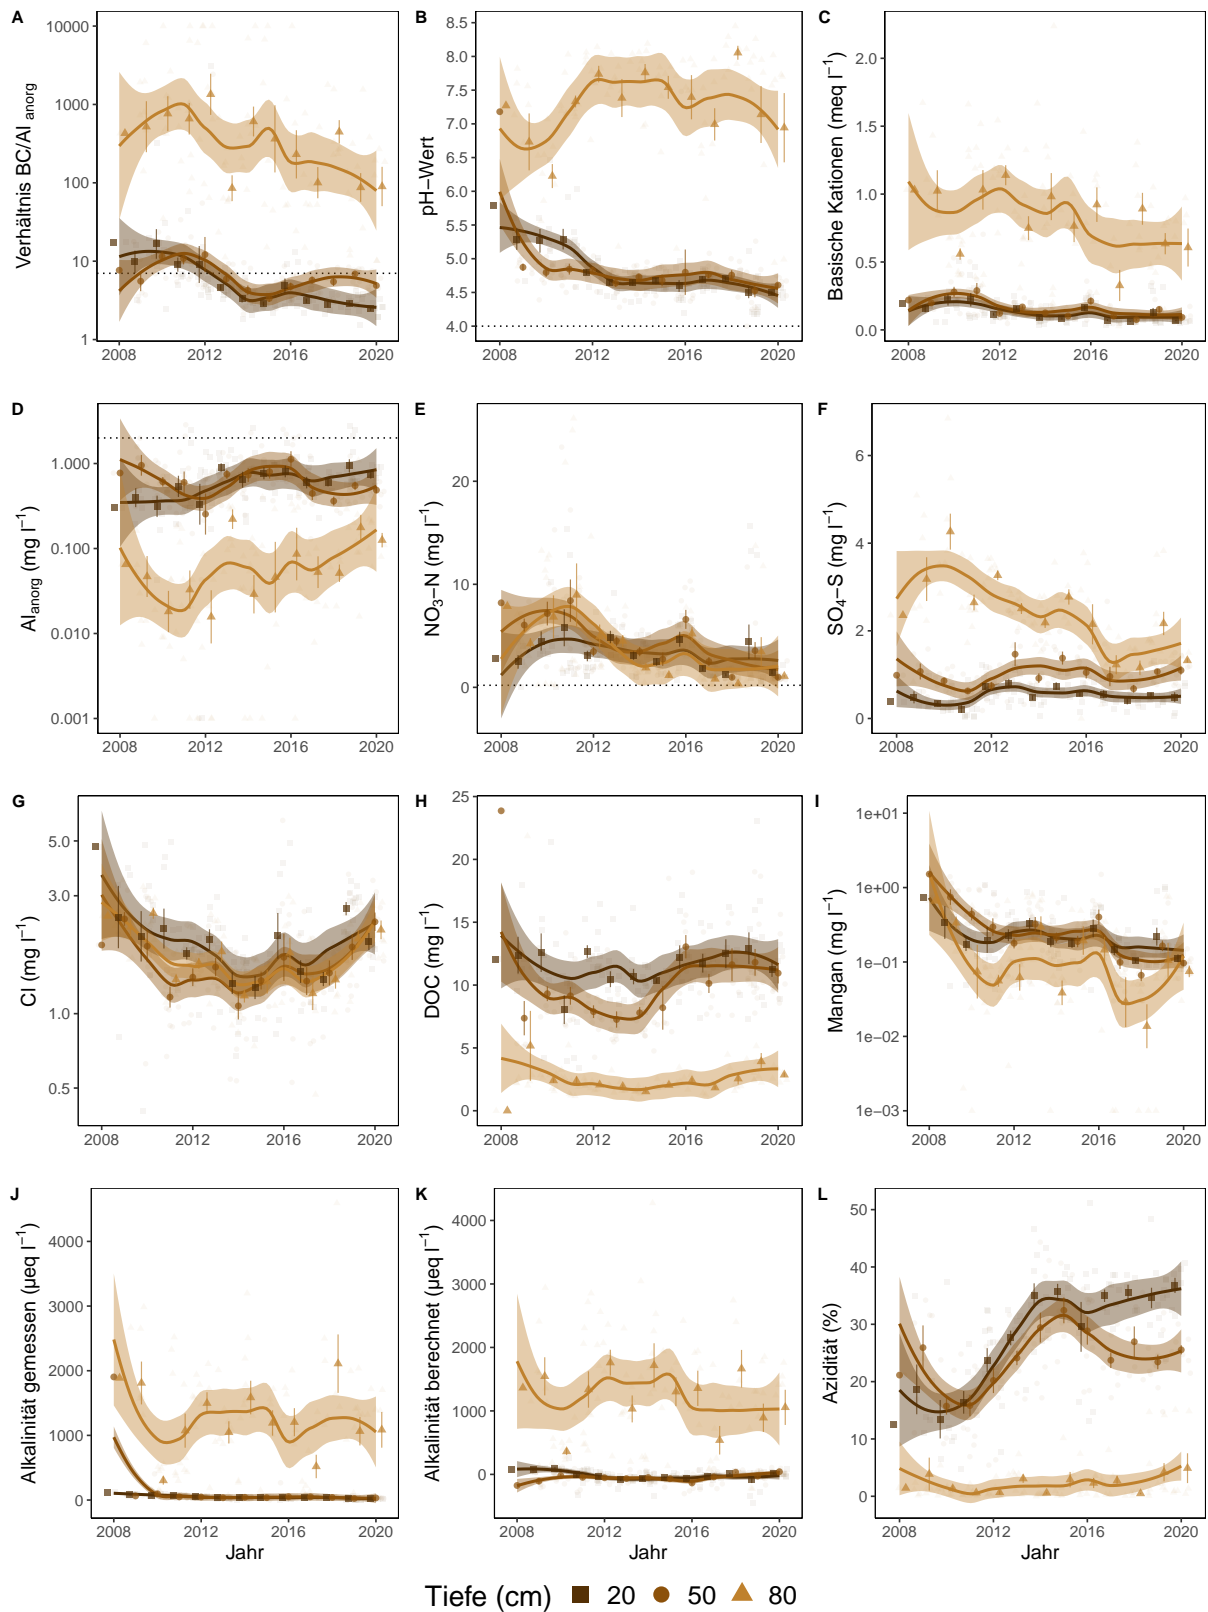 A
Verhältnis BC/Al anorg
10000
1000
100
10
1
2008 2012 2016 2020
B
pH−Wert
8.5
8.0
7.5
7.0
6.5
6.0
5.5
5.0
4.5
4.0
2008 2012 2016 2020
C
Basische Kationen (meq l−1)
2.0
1.5
1.0
0.5
0.0
2008 2012 2016 2020
D
Alanorg (mg l−1)
1.000
0.100
0.010
0.001
2008 2012 2016 2020
E
NO3−N (mg l−1)
20
10
0
2008 2012 2016 2020
F
SO4−S (mg l−1)
6
4
2
0
2008 2012 2016 2020
G
Cl (mg l−1)
5.0
3.0
1.0
0.5
2008 2012 2016 2020
H
DOC (mg l−1)
25
20
15
10
5
0
2008 2012 2016 2020
I
Mangan (mg l−1)
1e+01
1e+00
1e−01
1e−02
1e−03
2008 2012 2016 2020
J
Alkalinität gemessen (µeq l−1)
4000
3000
2000
1000
0
2008 2012 2016 2020
Jahr
K
Alkalinität berechnet (µeq l−1)
4000
3000
2000
1000
0
2008 2012 2016 2020
Jahr
L
Azidität (%)
50
40
30
20
10
0
2008 2012 2016 2020
Jahr
Tiefe (cm) 20 50 80